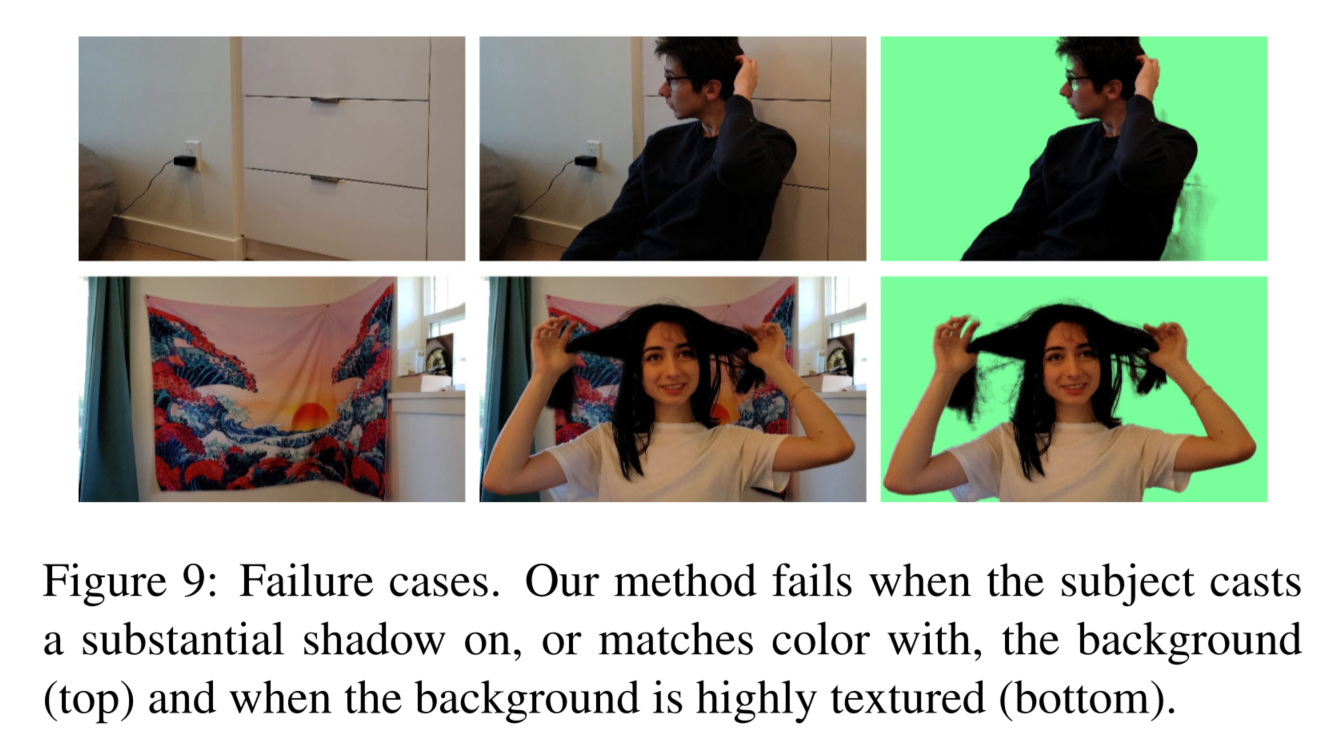 Figure 9: Failure cases. Our method fails when the subject casts
a substantial shadow on, or matches color with, the background
(top) and when the background is highly textured (bottom).